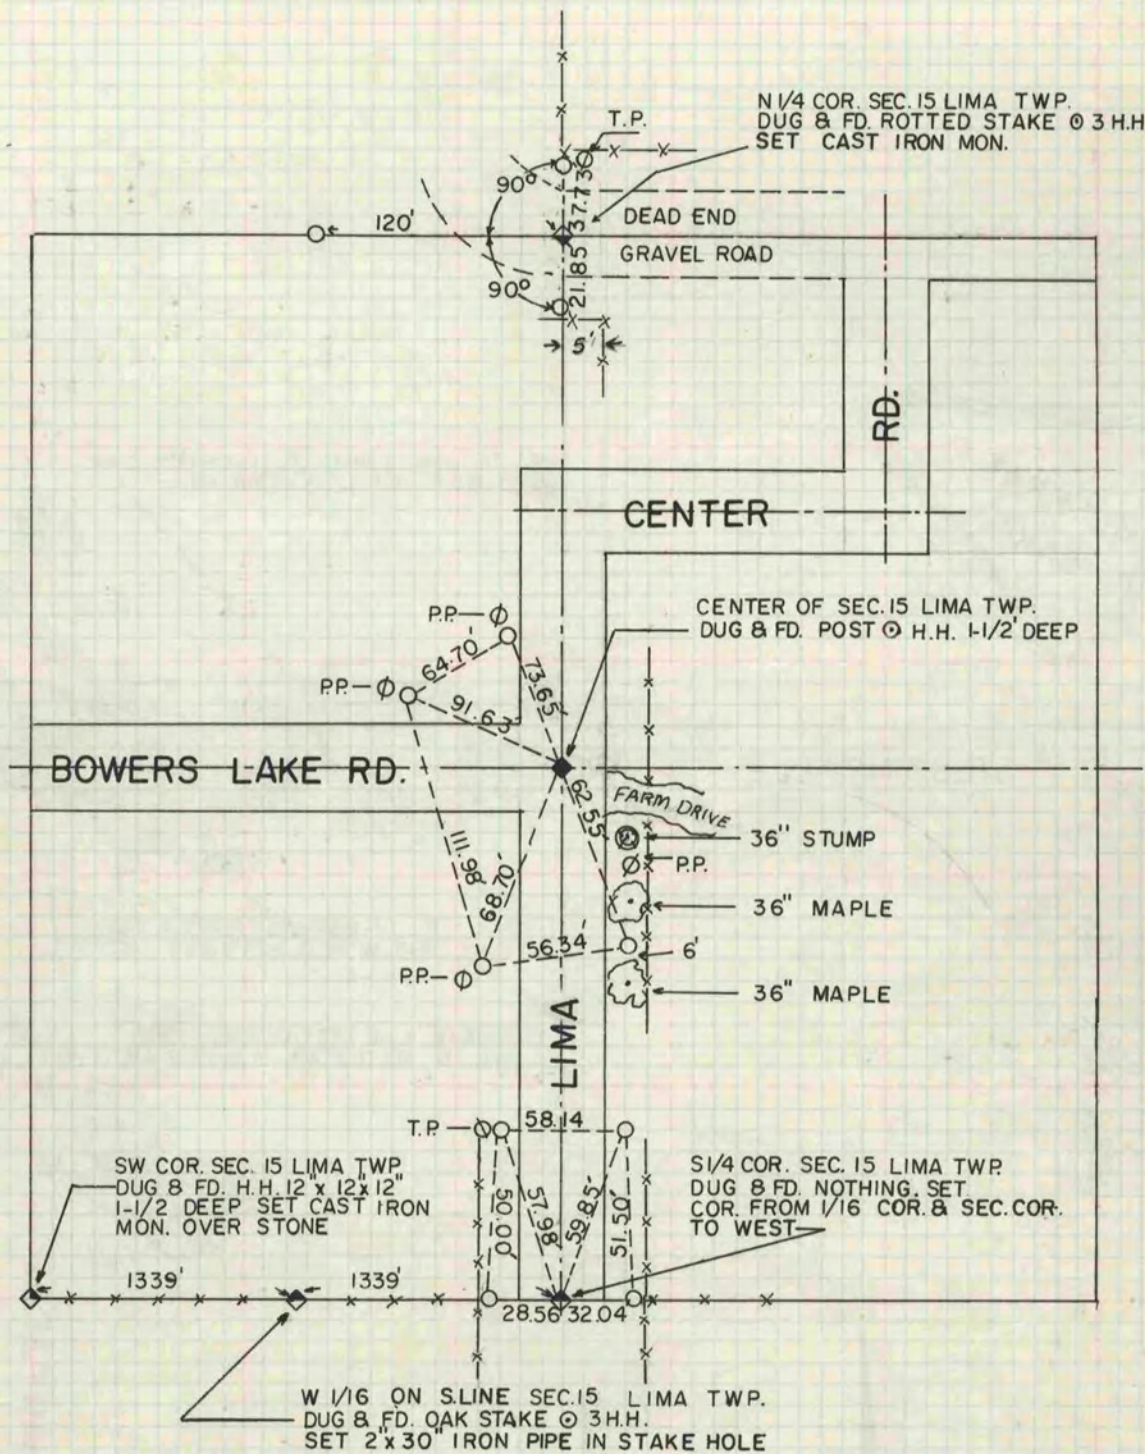 N 1/4 COR. SEC. 15 LIMA TWP.
DUG & FD. ROTTED STAKE ⊙ 3 H.H
SET CAST IRON MON.
T.P.
90°
37.73
120'
DEAD END
GRAVEL ROAD
21.85
90°
5'
RD.
CENTER
CENTER OF SEC. 15 LIMA TWP.
DUG & FD. POST ⊙ H.H. 1-1/2' DEEP
P.P.
64.70'
73.65'
P.P.
91.63'
BOWERS LAKE RD.
62.55'
FARM DRIVE
36" STUMP
P.P.
111.98'
68.70'
36" MAPLE
56.34'
6'
P.P.
36" MAPLE
LIMA
T.P.
58.14
SW COR. SEC. 15 LIMA TWP.
DUG & FD. H.H. 12" x 12" x 12"
1-1/2 DEEP SET CAST IRON
MON. OVER STONE
50.00'
57.98'
59.85'
51.50'
S 1/4 COR. SEC. 15 LIMA TWP.
DUG & FD. NOTHING. SET
COR. FROM 1/16 COR. & SEC. COR.
TO WEST
1339'
1339'
28.56
32.04
W 1/16 ON S. LINE SEC. 15 LIMA TWP.
DUG & FD. OAK STAKE ⊙ 3 H.H.
SET 2" x 30" IRON PIPE IN STAKE HOLE